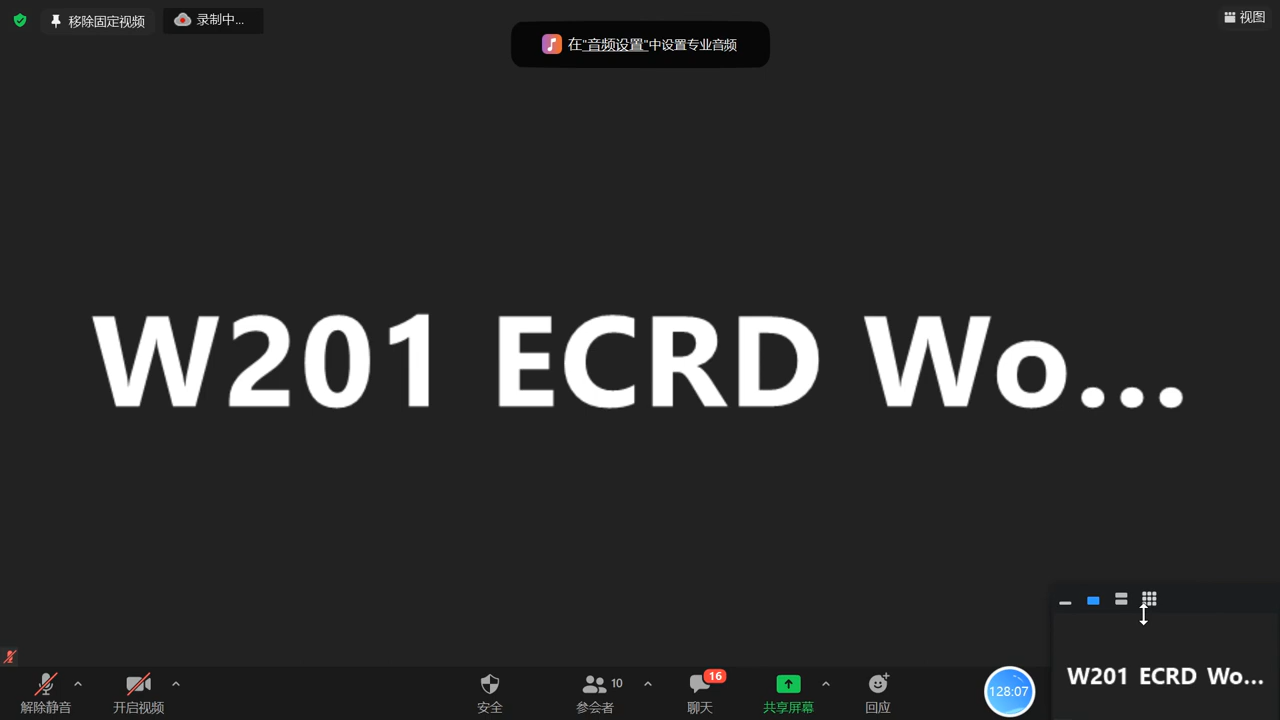 移除固定视频
录制中...
在"音频设置"中设置专业音频
视图
W201 ECRD Wo...
W201 ECRD Wo...
解除静音
开启视频
安全
10
参会者
16
聊天
共享屏幕
回应
128:07